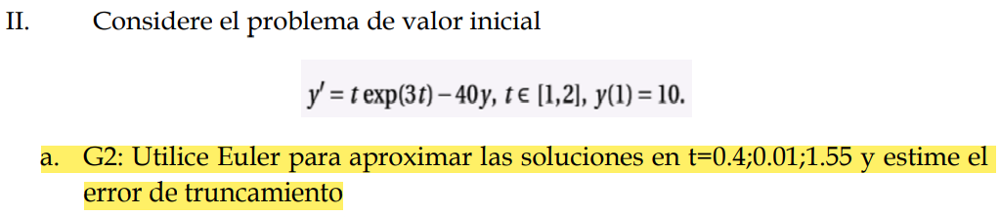 II. Considere el problema de valor inicial
y′ = t exp(3t) – 40y, t ∈ [1,2], y(1) = 10.
a. G2: Utilice Euler para aproximar las soluciones en t=0.4;0.01;1.55 y estime el
error de truncamiento